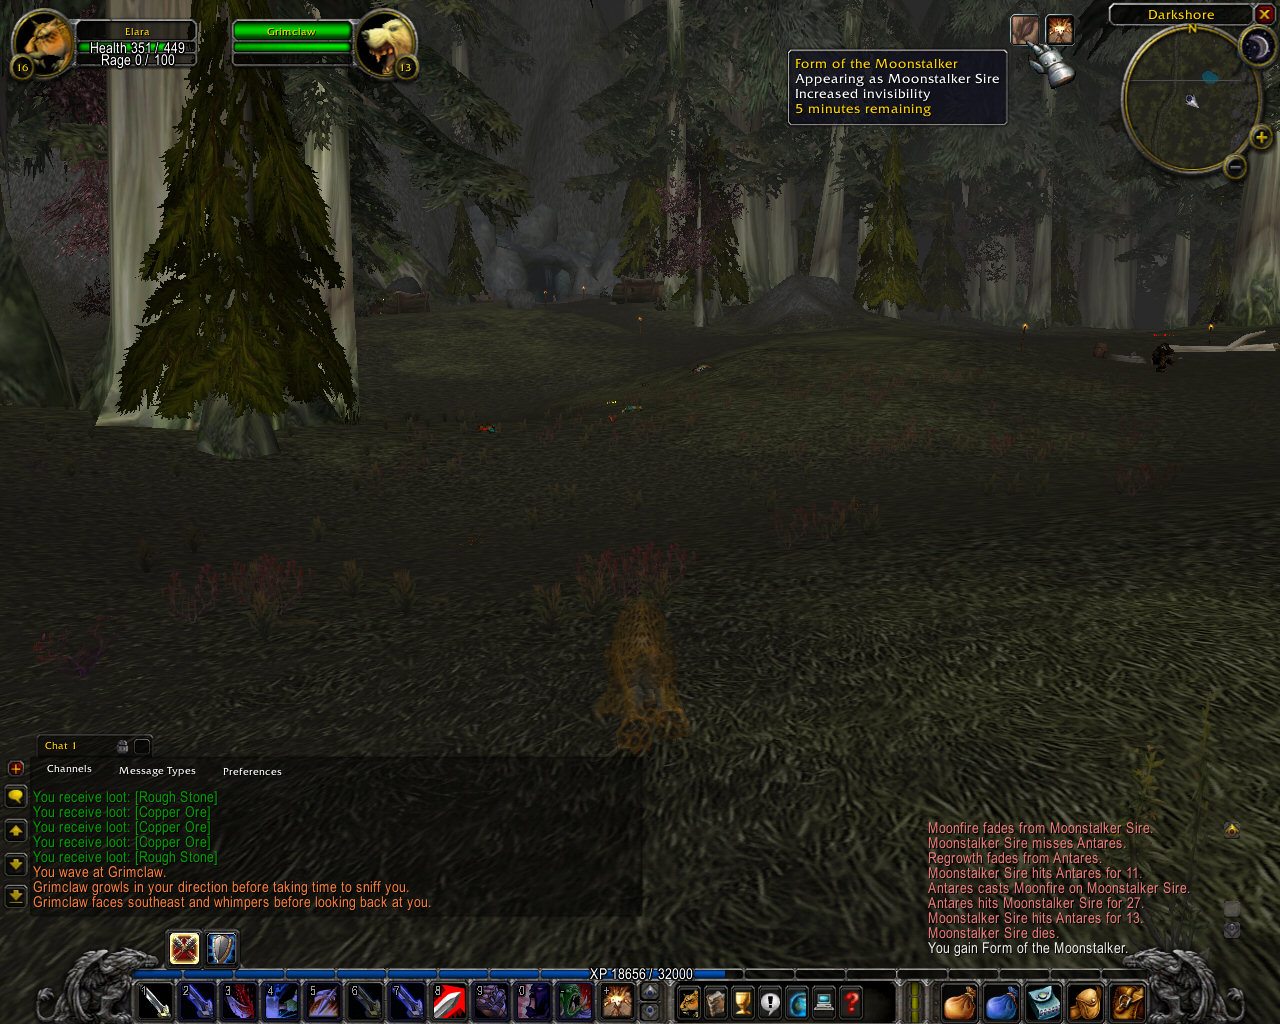 Elara
Health 351 / 449
Rage 0 / 100
16
Grimclaw
13
Form of the Moonstalker
Appearing as Moonstalker Sire
Increased invisibility
5 minutes remaining
Darkshore
N
Chat 1
Channels
Message Types
Preferences
You receive loot: [Rough Stone]
You receive loot: [Copper Ore]
You receive loot: [Copper Ore]
You receive loot: [Copper Ore]
You receive loot: [Rough Stone]
You wave at Grimclaw.
Grimclaw growls in your direction before taking time to sniff you.
Grimclaw faces southeast and whimpers before looking back at you.
Moonfire fades from Moonstalker Sire.
Moonstalker Sire misses Antares.
Regrowth fades from Antares.
Moonstalker Sire hits Antares for 11.
Antares casts Moonfire on Moonstalker Sire.
Antares hits Moonstalker Sire for 27.
Moonstalker Sire hits Antares for 13.
Moonstalker Sire dies.
You gain Form of the Moonstalker.
XP 18656 / 32000
1 2 3 4 5 6 7 8 9 0 - +